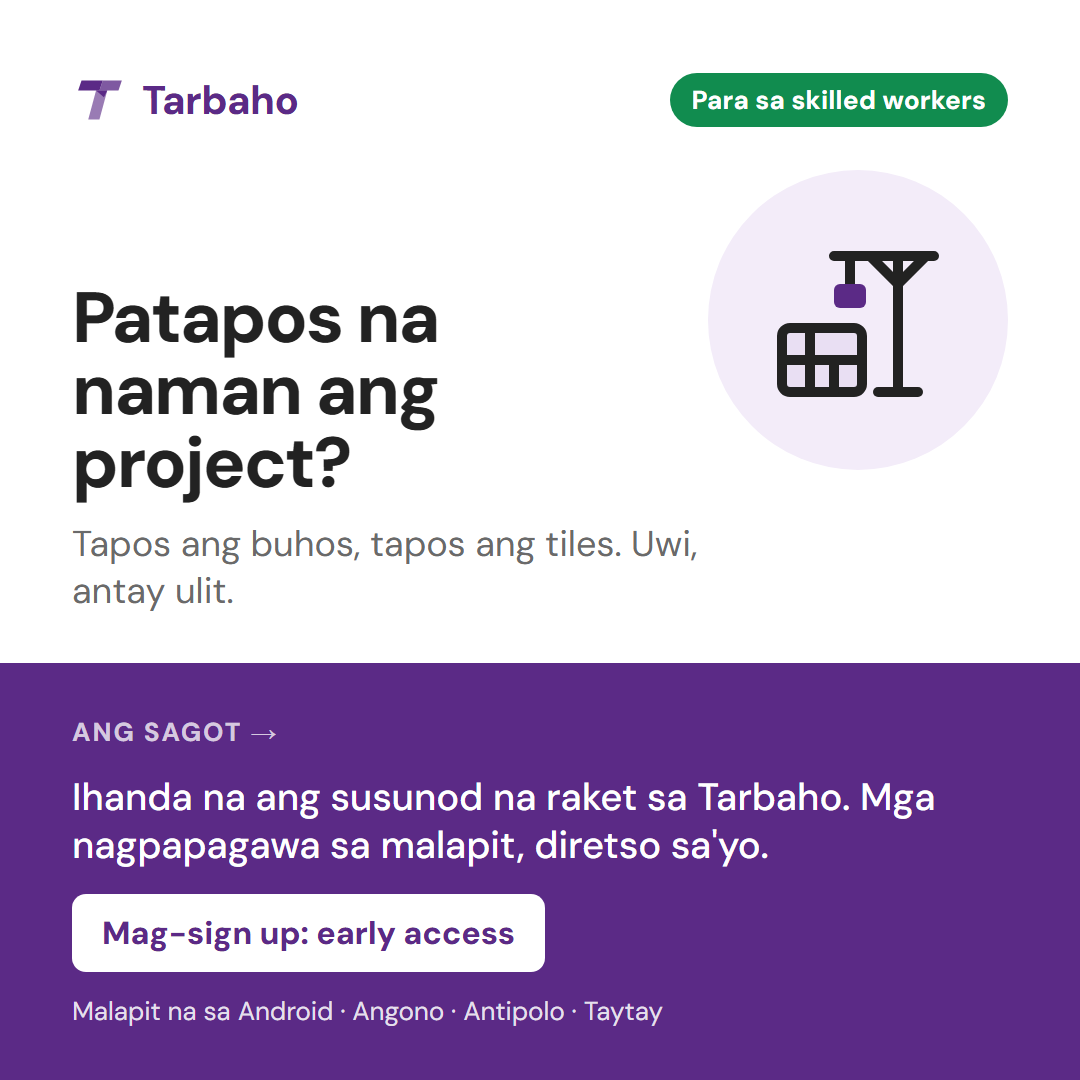 Tarbaho
Para sa skilled workers
Patapos na
naman ang
project?
Tapos ang buhos, tapos ang tiles. Uwi,
antay ulit.
ANG SAGOT →
Ihanda na ang susunod na raket sa Tarbaho. Mga
nagpapagawa sa malapit, diretso sa'yo.
Mag-sign up: early access
Malapit na sa Android · Angono · Antipolo · Taytay